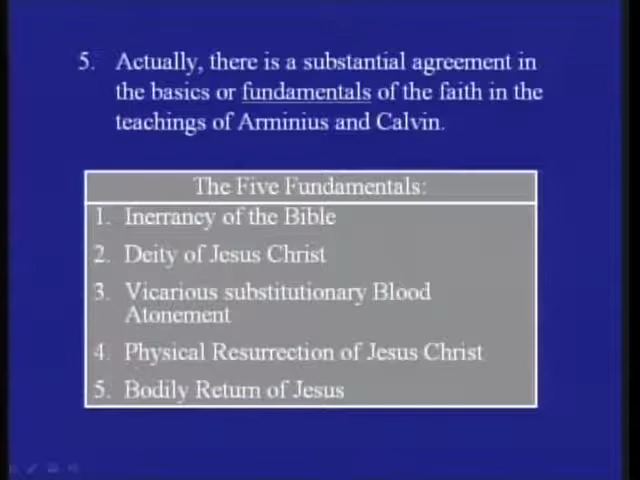 5. Actually, there is a substantial agreement in
the basics or fundamentals of the faith in the
teachings of Arminius and Calvin.
The Five Fundamentals:
1. Inerrancy of the Bible
2. Deity of Jesus Christ
3. Vicarious substitutionary Blood
Atonement
4. Physical Resurrection of Jesus Christ
5. Bodily Return of Jesus